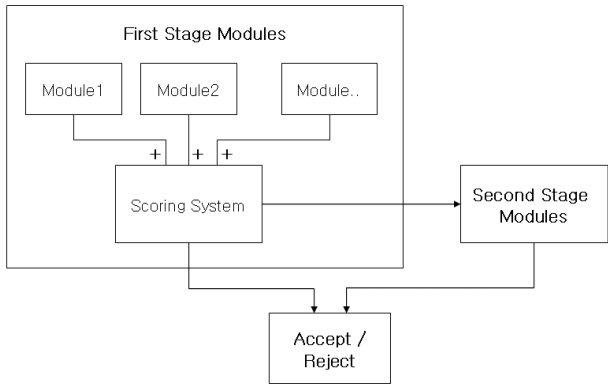 First Stage Modules
Module1
Module2
Module..
+ + +
Scoring System
Second Stage
Modules
Accept /
Reject